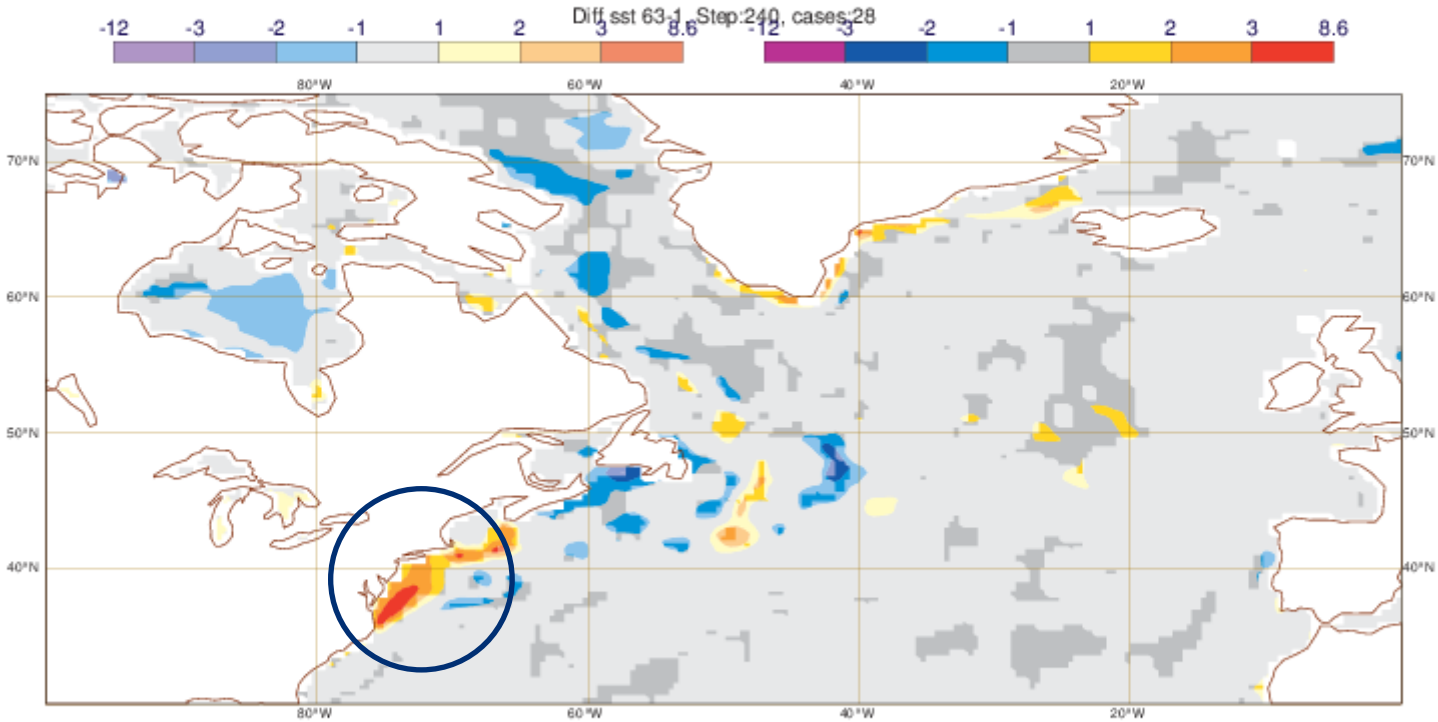 Diff sst 63-1, Step:240, cases:28
-12 -3 -2 -1 1 2 3 8.6 -12 -3 -2 -1 1 2 3 8.6
80°W 60°W 40°W 20°W
70°N 70°N
60°N 60°N
50°N 50°N
40°N 40°N
80°W 60°W 40°W 20°W